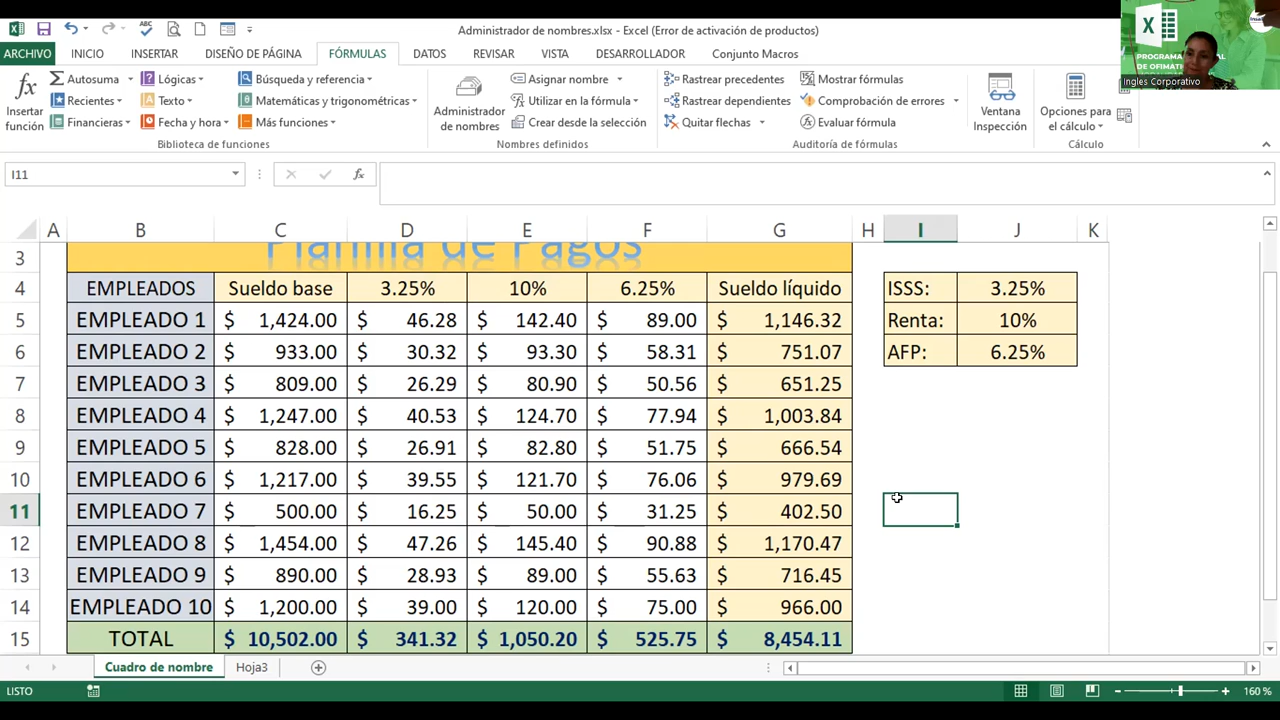 Administrador de nombres.xlsx - Excel (Error de activación de productos)
ARCHIVO INICIO INSERTAR DISEÑO DE PÁGINA FÓRMULAS DATOS REVISAR VISTA DESARROLLADOR Conjunto Macros
Ingles Corporativo
fx Insertar función
Autosuma Lógicas Búsqueda y referencia
Recientes Texto Matemáticas y trigonométricas
Financieras Fecha y hora Más funciones
Biblioteca de funciones
Administrador de nombres
Asignar nombre
Utilizar en la fórmula
Crear desde la selección
Nombres definidos
Rastrear precedentes Mostrar fórmulas
Rastrear dependientes Comprobación de errores
Quitar flechas Evaluar fórmula
Auditoría de fórmulas
Ventana Inspección
Opciones para el cálculo
Cálculo
I11 fx
A B C D E F G H I J K
3 Planilla de Pagos
4 EMPLEADOS Sueldo base 3.25% 10% 6.25% Sueldo líquido ISSS: 3.25%
5 EMPLEADO 1 $ 1,424.00 $ 46.28 $ 142.40 $ 89.00 $ 1,146.32 Renta: 10%
6 EMPLEADO 2 $ 933.00 $ 30.32 $ 93.30 $ 58.31 $ 751.07 AFP: 6.25%
7 EMPLEADO 3 $ 809.00 $ 26.29 $ 80.90 $ 50.56 $ 651.25
8 EMPLEADO 4 $ 1,247.00 $ 40.53 $ 124.70 $ 77.94 $ 1,003.84
9 EMPLEADO 5 $ 828.00 $ 26.91 $ 82.80 $ 51.75 $ 666.54
10 EMPLEADO 6 $ 1,217.00 $ 39.55 $ 121.70 $ 76.06 $ 979.69
11 EMPLEADO 7 $ 500.00 $ 16.25 $ 50.00 $ 31.25 $ 402.50
12 EMPLEADO 8 $ 1,454.00 $ 47.26 $ 145.40 $ 90.88 $ 1,170.47
13 EMPLEADO 9 $ 890.00 $ 28.93 $ 89.00 $ 55.63 $ 716.45
14 EMPLEADO 10 $ 1,200.00 $ 39.00 $ 120.00 $ 75.00 $ 966.00
15 TOTAL $ 10,502.00 $ 341.32 $ 1,050.20 $ 525.75 $ 8,454.11
Cuadro de nombre Hoja3
LISTO 160 %